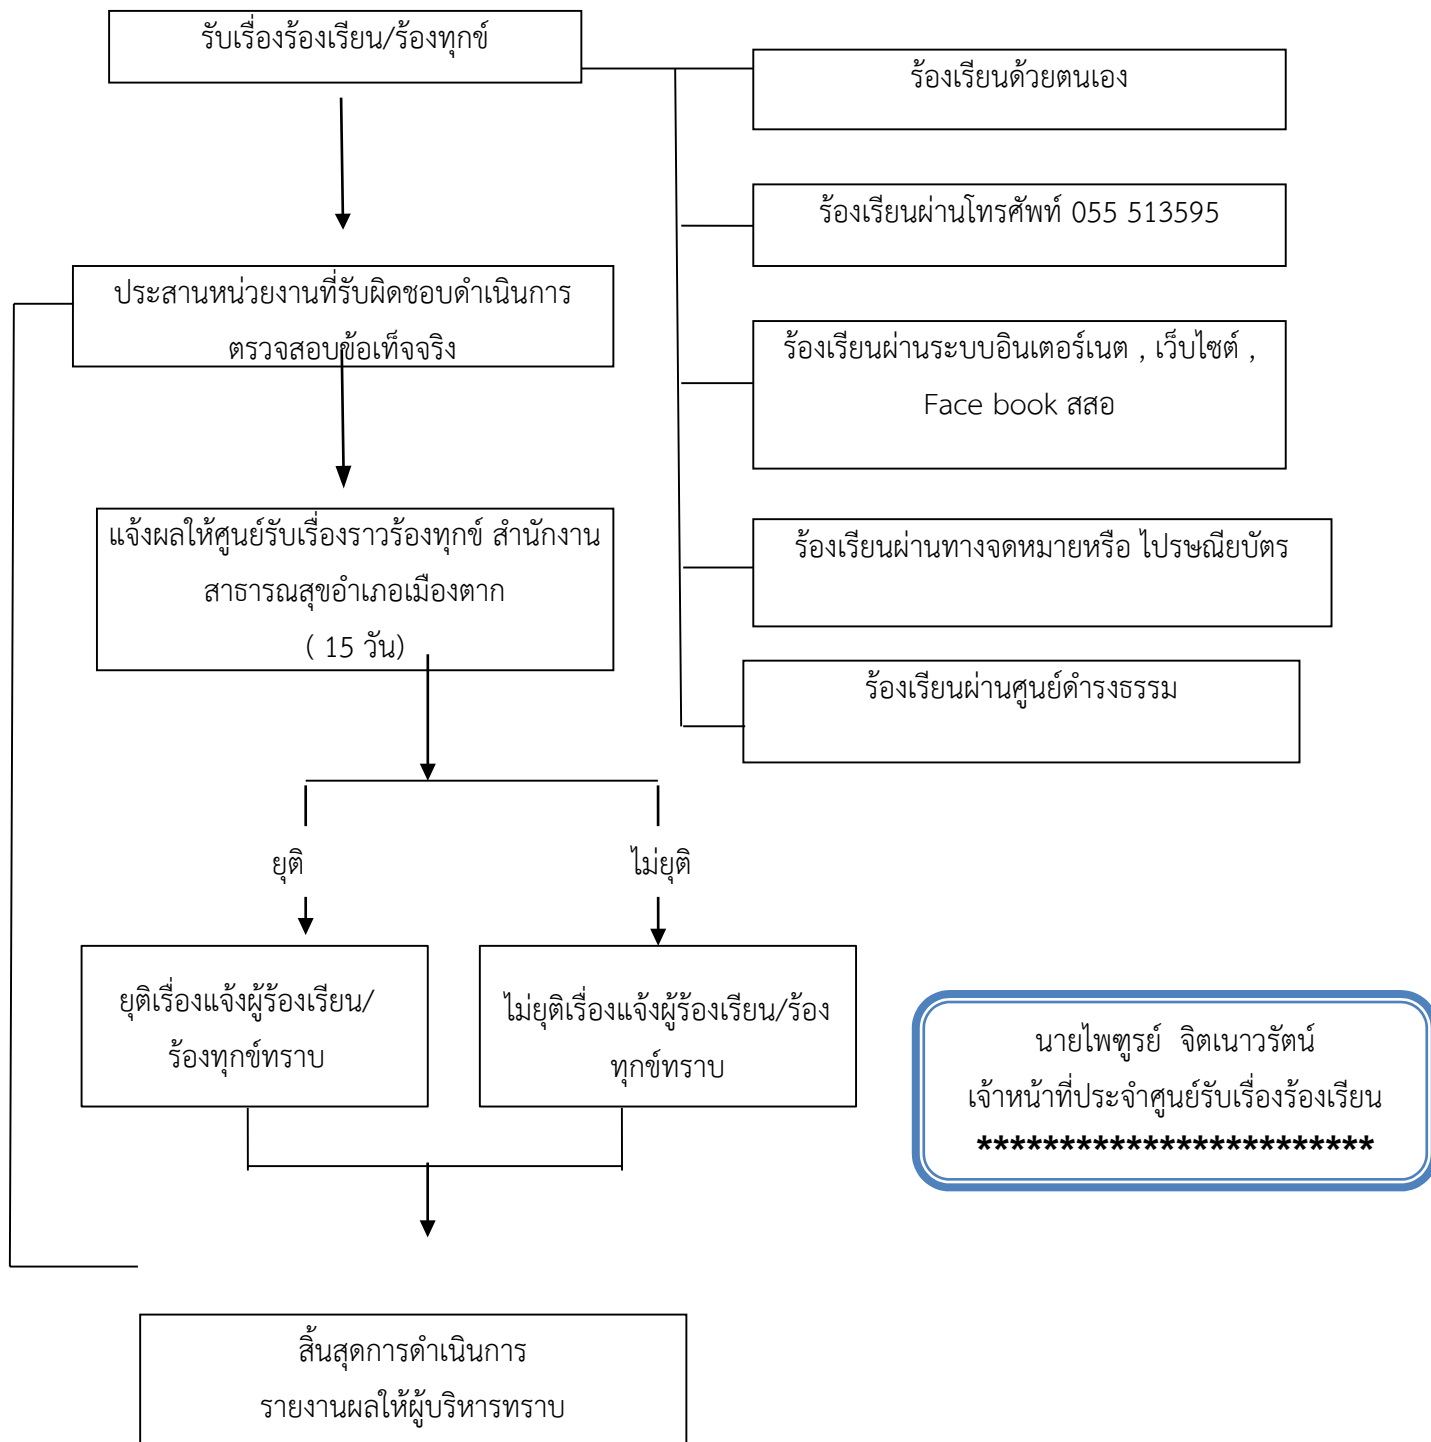 รับเรื่องร้องเรียน/ร้องทุกข์
ร้องเรียนด้วยตนเอง
ร้องเรียนผ่านโทรศัพท์ 055 513595
ประสานหน่วยงานที่รับผิดชอบดำเนินการ
ตรวจสอบข้อเท็จจริง
ร้องเรียนผ่านระบบอินเตอร์เนต , เว็บไซต์ ,
Face book สสอ
แจ้งผลให้ศูนย์รับเรื่องราวร้องทุกข์ สำนักงาน
สาธารณสุขอำเภอเมืองตาก
( 15 วัน)
ร้องเรียนผ่านทางจดหมายหรือ ไปรษณียบัตร
ร้องเรียนผ่านศูนย์ดำรงธรรม
ยุติ
ไม่ยุติ
ยุติเรื่องแจ้งผู้ร้องเรียน/
ร้องทุกข์ทราบ
ไม่ยุติเรื่องแจ้งผู้ร้องเรียน/ร้อง
ทุกข์ทราบ
นายไพฑูรย์ จิตเนาวรัตน์
เจ้าหน้าที่ประจำศูนย์รับเรื่องร้องเรียน
************************
สิ้นสุดการดำเนินการ
รายงานผลให้ผู้บริหารทราบ